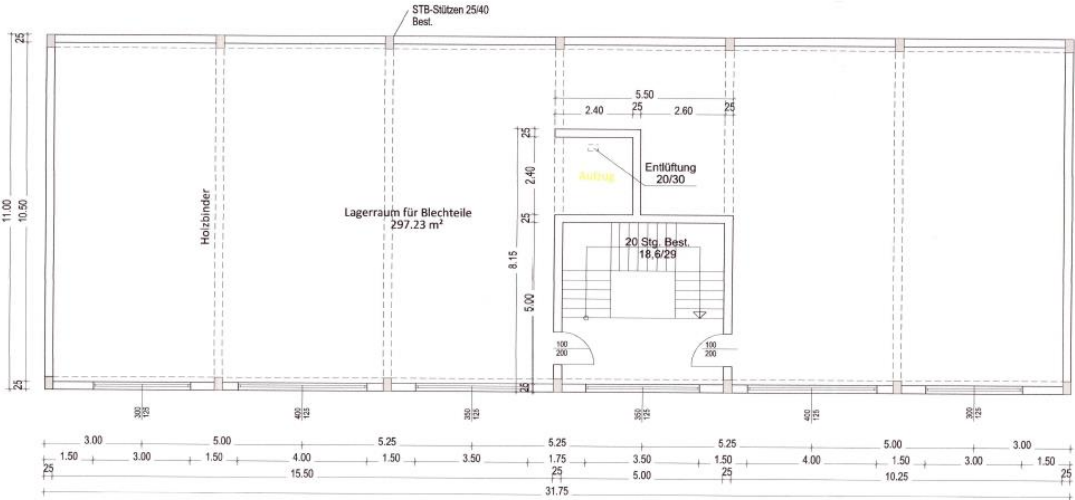 STB-Stützen 25/40
Best.
5.50
2.40 25 2.60 25
Entlüftung
20/30
Aufzug
Holzbinder
Lagerraum für Blechteile
297.23 m²
20 Stg. Best.
18,6/29
100
200
100
200
11.00
25 10.50 25
8.15
25 2.40 25 5.00 25
300
125
400
125
350
125
350
125
400
125
300
125
3.00 5.00 5.25 5.25 5.00 3.00
1.50 3.00 1.50 4.00 1.50 3.50 1.75 3.50 1.50 4.00 1.50 3.00 1.50
25 15.50 25 5.00 25 10.25 25
31.75